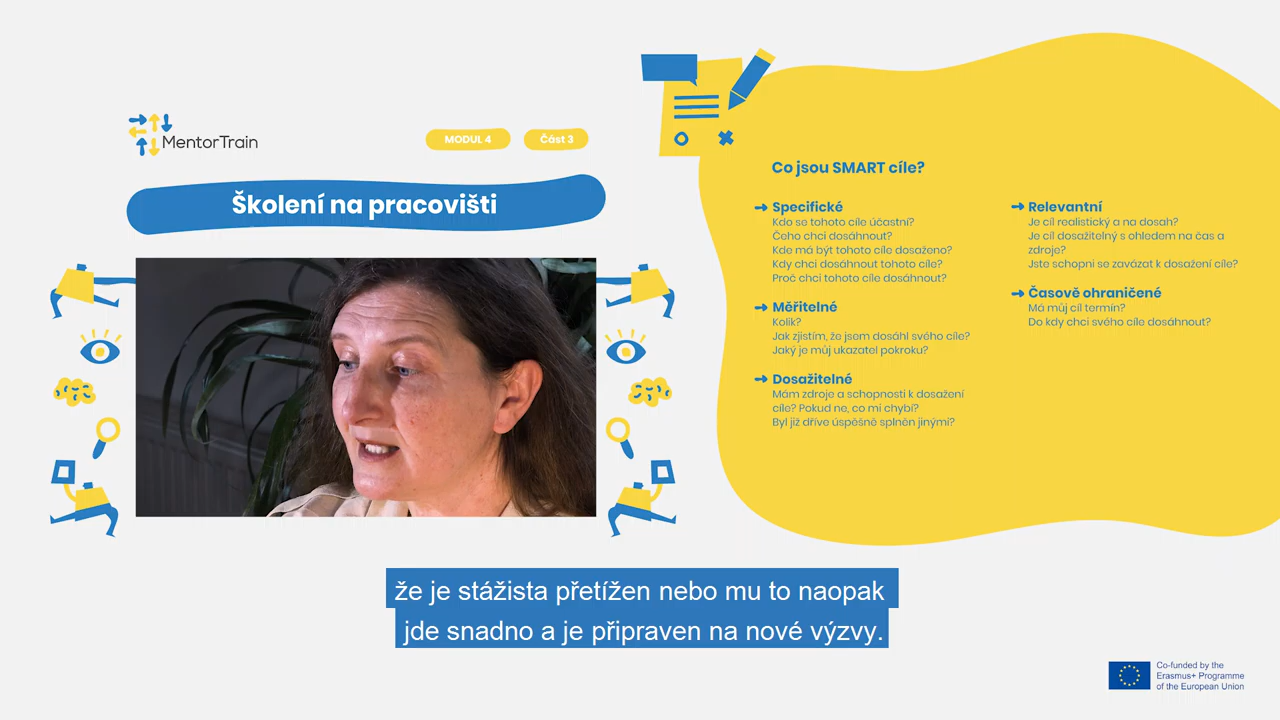 MentorTrain
MODUL 4
Část 3
Školení na pracovišti
Co jsou SMART cíle?
Specifické
Kdo se tohoto cíle účastní?
Čeho chci dosáhnout?
Kde má být tohoto cíle dosaženo?
Kdy chci dosáhnout tohoto cíle?
Proč chci tohoto cíle dosáhnout?
Měřitelné
Kolik?
Jak zjistím, že jsem dosáhl svého cíle?
Jaký je můj ukazatel pokroku?
Dosažitelné
Mám zdroje a schopnosti k dosažení
cíle? Pokud ne, co mi chybí?
Byl již dříve úspěšně splněn jinými?
Relevantní
Je cíl realistický a na dosah?
Je cíl dosažitelný s ohledem na čas a
zdroje?
Jste schopni se zavázat k dosažení cíle?
Časově ohraničené
Má můj cíl termín?
Do kdy chci svého cíle dosáhnout?
že je stážista přetížen nebo mu to naopak
jde snadno a je připraven na nové výzvy.
Co-funded by the
Erasmus+ Programme
of the European Union